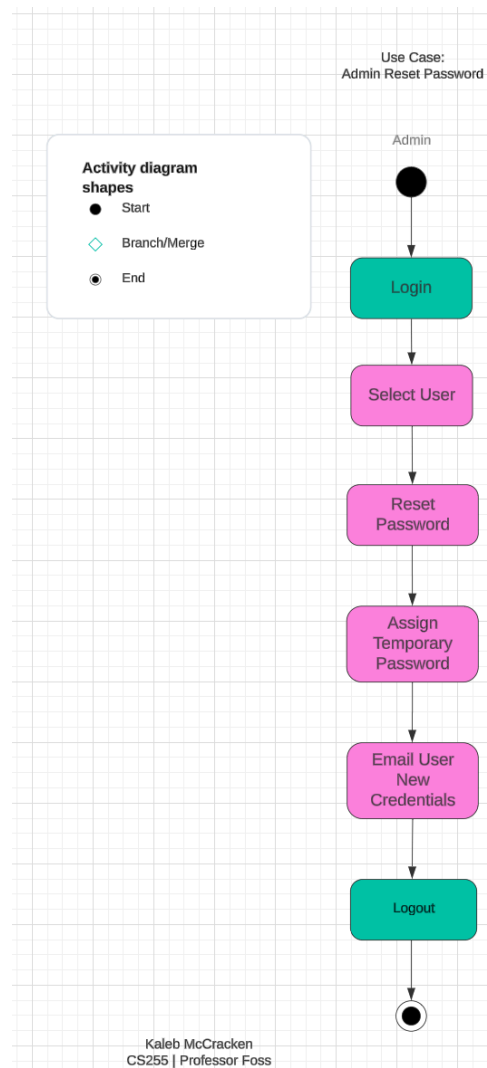 Use Case:
Admin Reset Password
Admin
Activity diagram
shapes
Start
Branch/Merge
End
Login
Select User
Reset
Password
Assign
Temporary
Password
Email User
New
Credentials
Logout
Kaleb McCracken
CS255 | Professor Foss